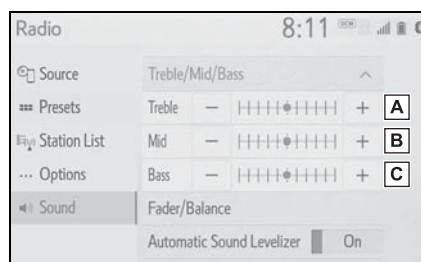 Radio 8:11 DCM
Source Treble/Mid/Bass
Presets Treble − + A
Station List Mid − + B
Options Bass − + C
Sound Fader/Balance
Automatic Sound Levelizer On